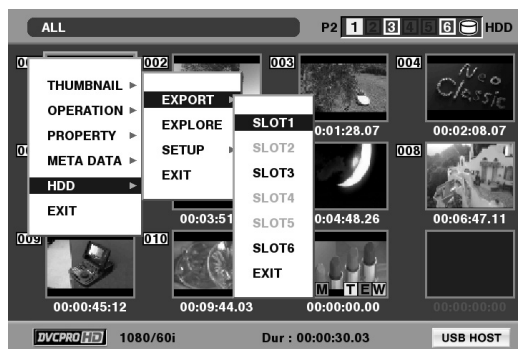 ALL P2 1 2 3 4 5 6 HDD
002 003 004
Neo Classic
THUMBNAIL
OPERATION
PROPERTY
META DATA
HDD
EXIT
EXPORT
EXPLORE
SETUP
EXIT
SLOT1
SLOT2
SLOT3
SLOT4
SLOT5
SLOT6
EXIT
0:01:28.07 00:02:08.07
008
00:03:51 0:04:48.26 00:06:47.11
009 010
M T E W
00:00:45:12 00:09:44.03 00:00:00.00 00:00:00:00
DVCPRO HD 1080/60i Dur : 00:00:30.03 USB HOST